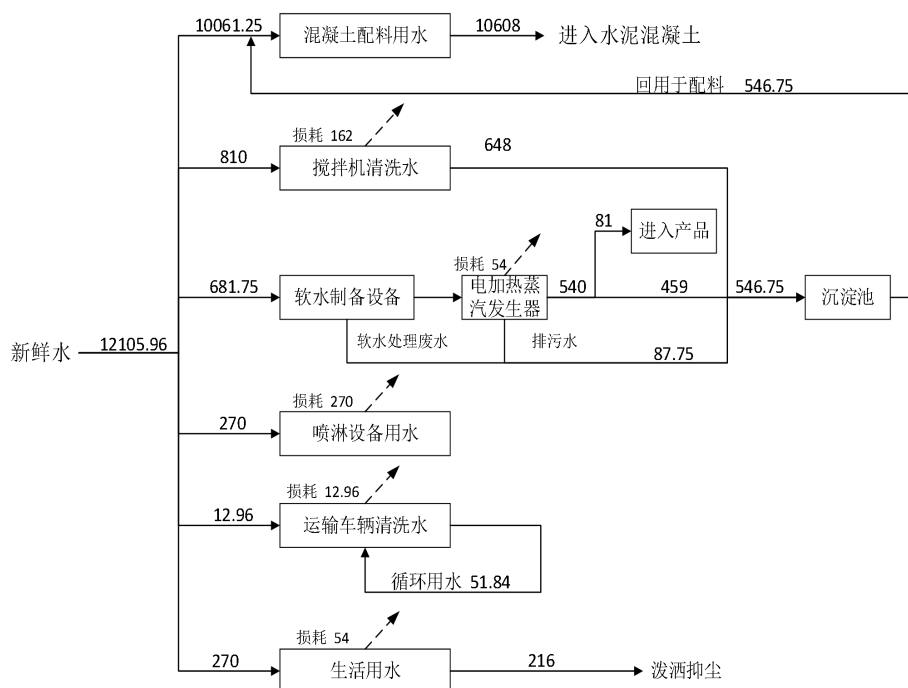 10061.25
混凝土配料用水
10608
进入水泥混凝土
回用于配料 546.75
损耗 162
810
搅拌机清洗水
648
81
进入产品
损耗 54
681.75
软水制备设备
电加热蒸
汽发生器
540
459
546.75
沉淀池
软水处理废水
排污水
87.75
新鲜水
12105.96
损耗 270
270
喷淋设备用水
损耗 12.96
12.96
运输车辆清洗水
循环用水 51.84
损耗 54
270
生活用水
216
泼洒抑尘